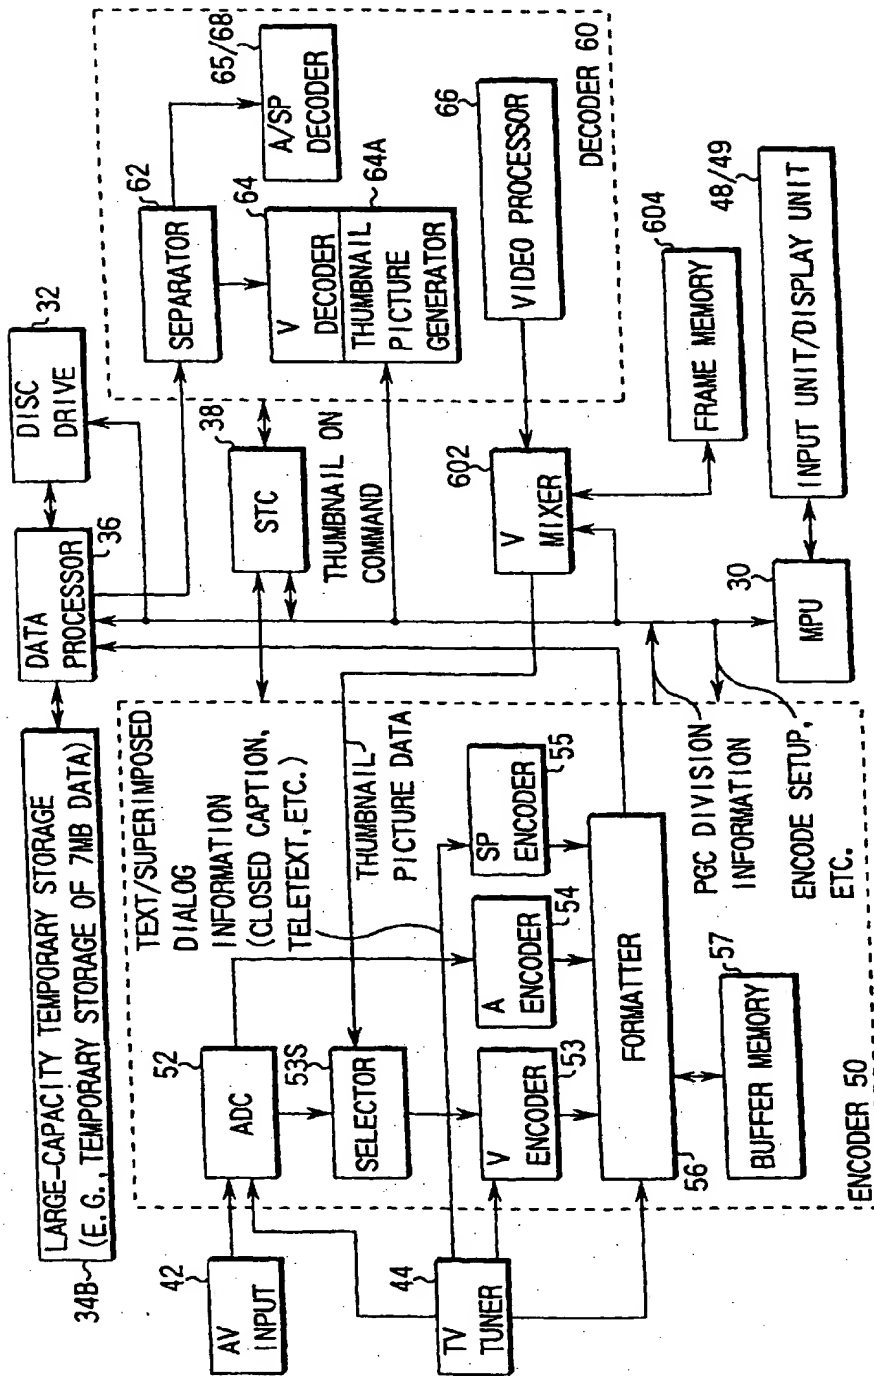 34B
LARGE-CAPACITY TEMPORARY STORAGE
(E.G., TEMPORARY STORAGE OF 7MB DATA)
DATA
PROCESSOR
36
DISC
DRIVE
32
42
AV
INPUT
44
TV
TUNER
52
ADC
53S
SELECTOR
V
ENCODER
53
A
ENCODER
54
SP
ENCODER
55
TEXT/SUPERIMPOSED
DIALOG
INFORMATION
(CLOSED CAPTION,
TELETEXT, ETC.)
THUMBNAIL
PICTURE DATA
FORMATTER
56
BUFFER MEMORY
57
ENCODER 50
PGC DIVISION
INFORMATION
ENCODE SETUP,
ETC.
STC
38
THUMBNAIL ON
COMMAND
SEPARATOR
62
A/SP
DECODER
65/68
V
DECODER
64
THUMBNAIL
PICTURE
GENERATOR
64A
VIDEO PROCESSOR
66
DECODER 60
V
MIXER
602
FRAME MEMORY
604
MPU
30
INPUT UNIT/DISPLAY UNIT
48/49